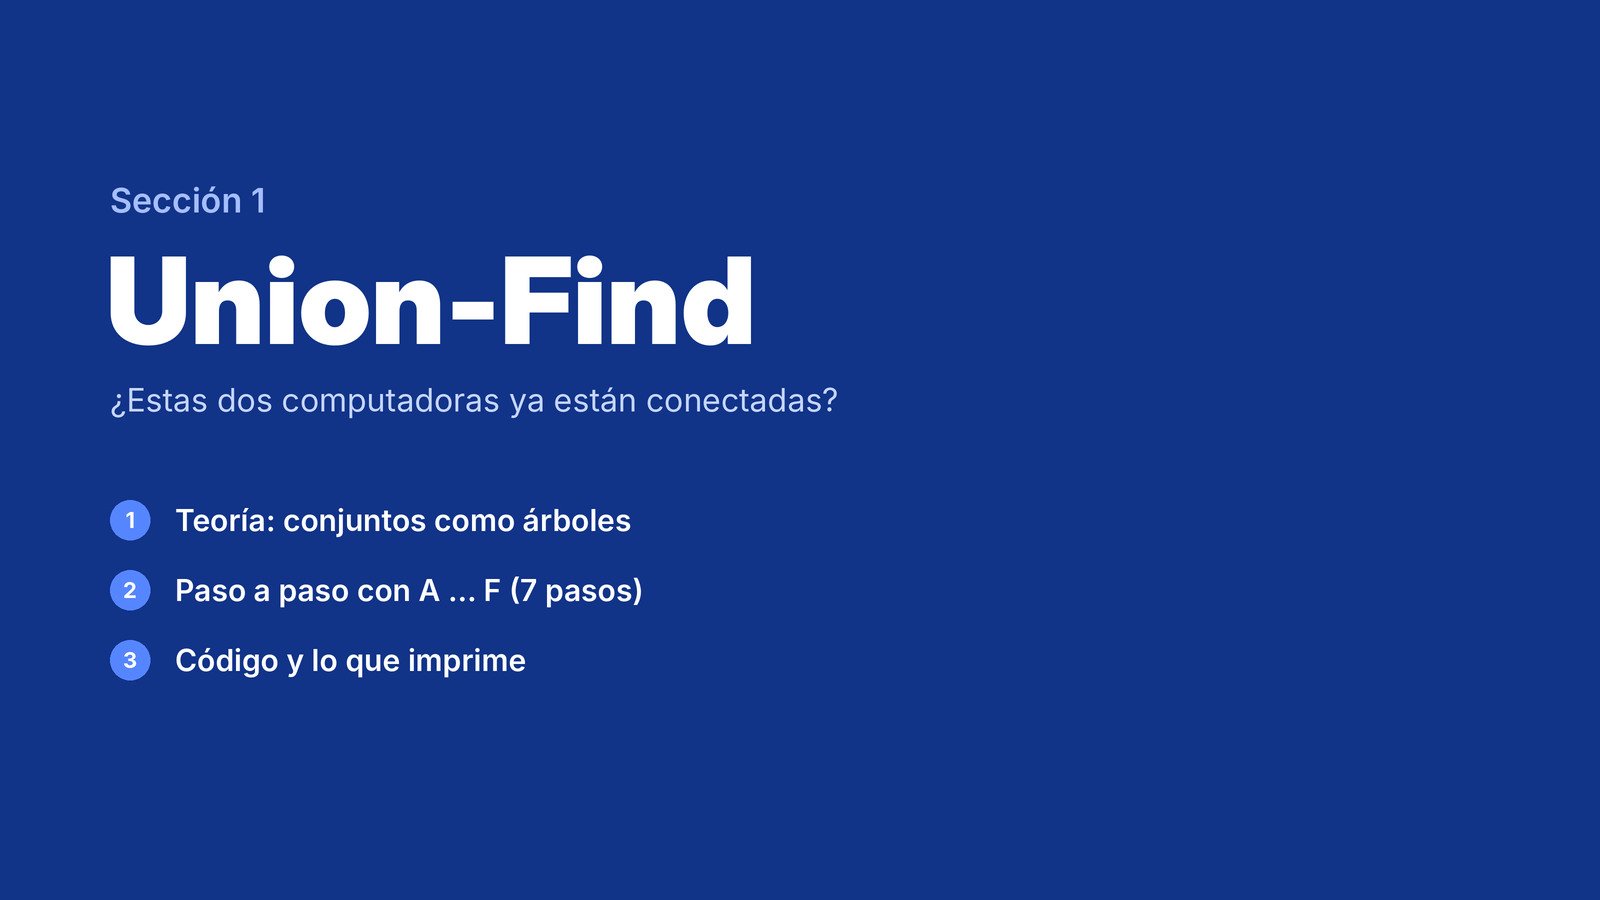 Sección 1
Union-Find
¿Estas dos computadoras ya están conectadas?
1 Teoría: conjuntos como árboles
2 Paso a paso con A ... F (7 pasos)
3 Código y lo que imprime